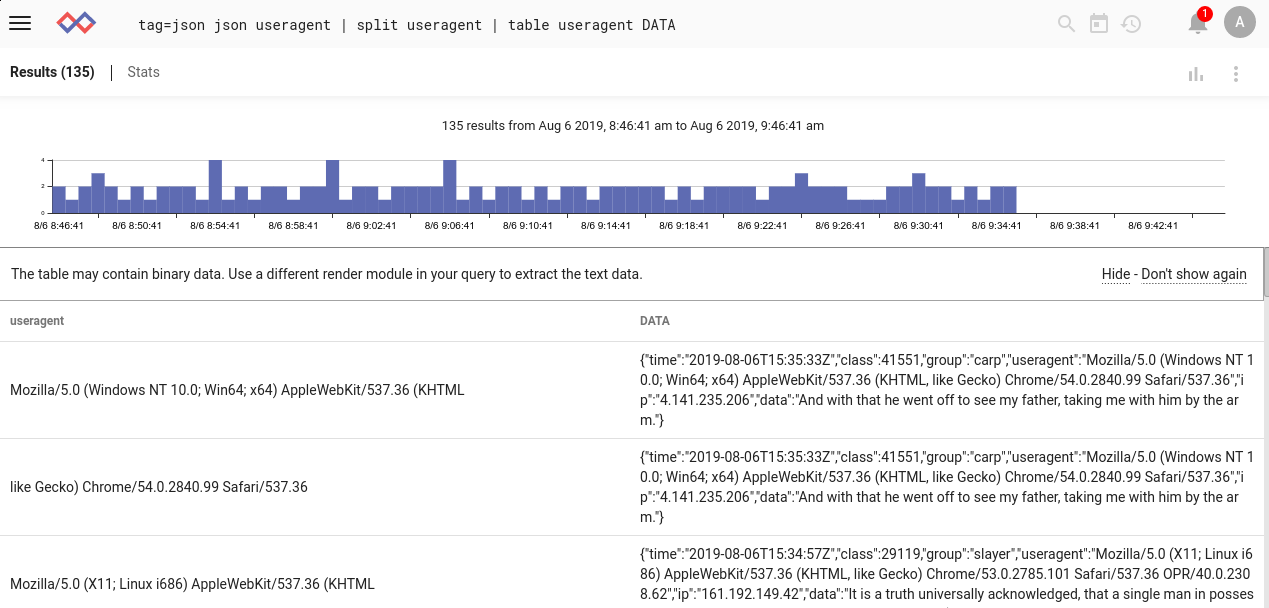 tag=json json useragent | split useragent | table useragent DATA
1
A
Results (135) | Stats
135 results from Aug 6 2019, 8:46:41 am to Aug 6 2019, 9:46:41 am
4
2
0
8/6 8:46:41 8/6 8:50:41 8/6 8:54:41 8/6 8:58:41 8/6 9:02:41 8/6 9:06:41 8/6 9:10:41 8/6 9:14:41 8/6 9:18:41 8/6 9:22:41 8/6 9:26:41 8/6 9:30:41 8/6 9:34:41 8/6 9:38:41 8/6 9:42:41
The table may contain binary data. Use a different render module in your query to extract the text data. Hide - Don't show again
useragent DATA
Mozilla/5.0 (Windows NT 10.0; Win64; x64) AppleWebKit/537.36 (KHTML
{"time":"2019-08-06T15:35:33Z","class":41551,"group":"carp","useragent":"Mozilla/5.0 (Windows NT 1
0.0; Win64; x64) AppleWebKit/537.36 (KHTML, like Gecko) Chrome/54.0.2840.99 Safari/537.36","i
p":"4.141.235.206","data":"And with that he went off to see my father, taking me with him by the ar
m."}
like Gecko) Chrome/54.0.2840.99 Safari/537.36
{"time":"2019-08-06T15:35:33Z","class":41551,"group":"carp","useragent":"Mozilla/5.0 (Windows NT 1
0.0; Win64; x64) AppleWebKit/537.36 (KHTML, like Gecko) Chrome/54.0.2840.99 Safari/537.36","i
p":"4.141.235.206","data":"And with that he went off to see my father, taking me with him by the ar
m."}
Mozilla/5.0 (X11; Linux i686) AppleWebKit/537.36 (KHTML
{"time":"2019-08-06T15:34:57Z","class":29119,"group":"slayer","useragent":"Mozilla/5.0 (X11; Linux i6
86) AppleWebKit/537.36 (KHTML, like Gecko) Chrome/53.0.2785.101 Safari/537.36 OPR/40.0.230
8.62","ip":"161.192.149.42","data":"It is a truth universally acknowledged, that a single man in posses